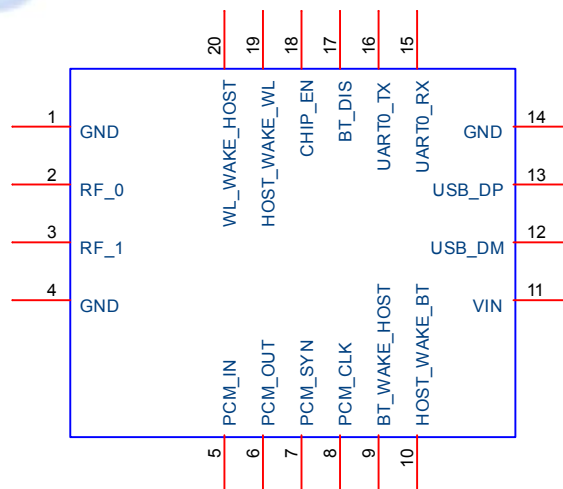 20
19
18
17
16
15
WL_WAKE_HOST
HOST_WAKE_WL
CHIP_EN
BT_DIS
UART0_TX
UART0_RX
1
GND
2
RF_0
3
RF_1
4
GND
14
GND
13
USB_DP
12
USB_DM
11
VIN
PCM_IN
PCM_OUT
PCM_SYN
PCM_CLK
BT_WAKE_HOST
HOST_WAKE_BT
5
6
7
8
9
10